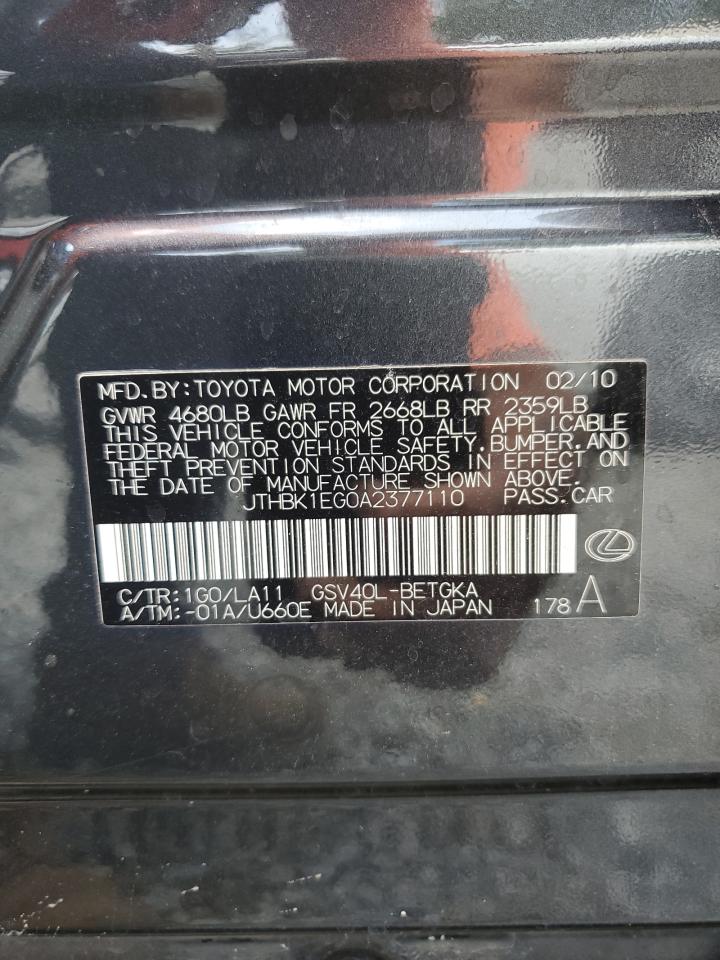 MFD.BY:TOYOTA MOTOR CORPORATION 02/10
GVWR 4680LB GAWR FR 2668LB RR 2359LB
THIS VEHICLE CONFORMS TO ALL APPLICABLE
FEDERAL MOTOR VEHICLE SAFETY,BUMPER,AND
THEFT PREVENTION STANDARDS IN EFFECT ON
THE DATE OF MANUFACTURE SHOWN ABOVE.
JTHBK1EG0A2377110 PASS.CAR
C/TR:1G0/LA11 GSV40L-BETGKA
A/TM:-01A/U660E MADE IN JAPAN 178 A